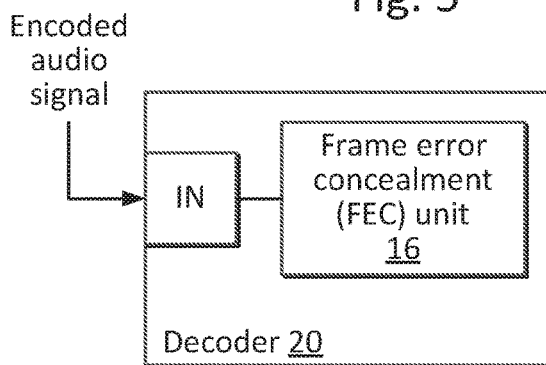 Encoded
audio
signal
IN
Frame error
concealment
(FEC) unit
16
Decoder 20